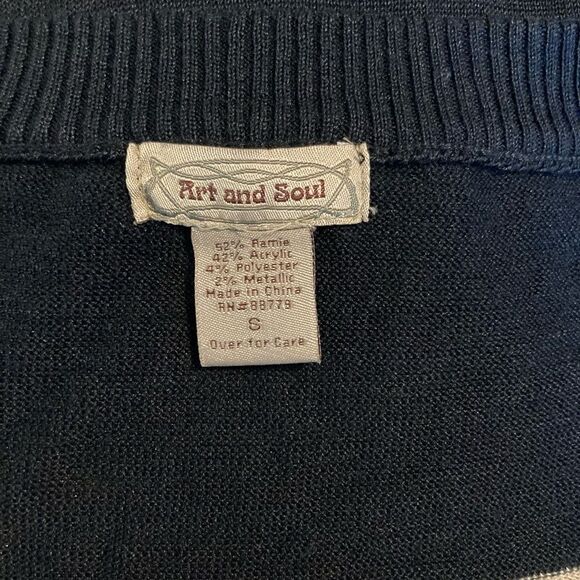 Art and Soul
52% Ramie
42% Acrylic
4% Polyester
2% Metallic
Made in China
RN#88779
S
Over for Care